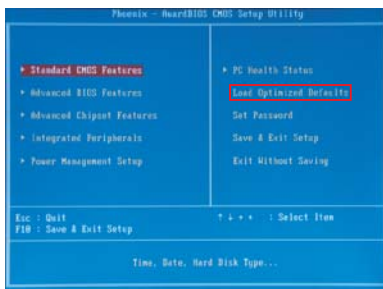 Phoenix - AwardBIOS CMOS Setup Utility
Standard CMOS Features
Advanced BIOS Features
Advanced Chipset Features
Integrated Peripherals
Power Management Setup
PC Health Status
Load Optimized Defaults
Set Password
Save & Exit Setup
Exit Without Saving
Esc : Quit
F10 : Save & Exit Setup
↑ ↓ → ← : Select Item
Time, Date, Hard Disk Type...